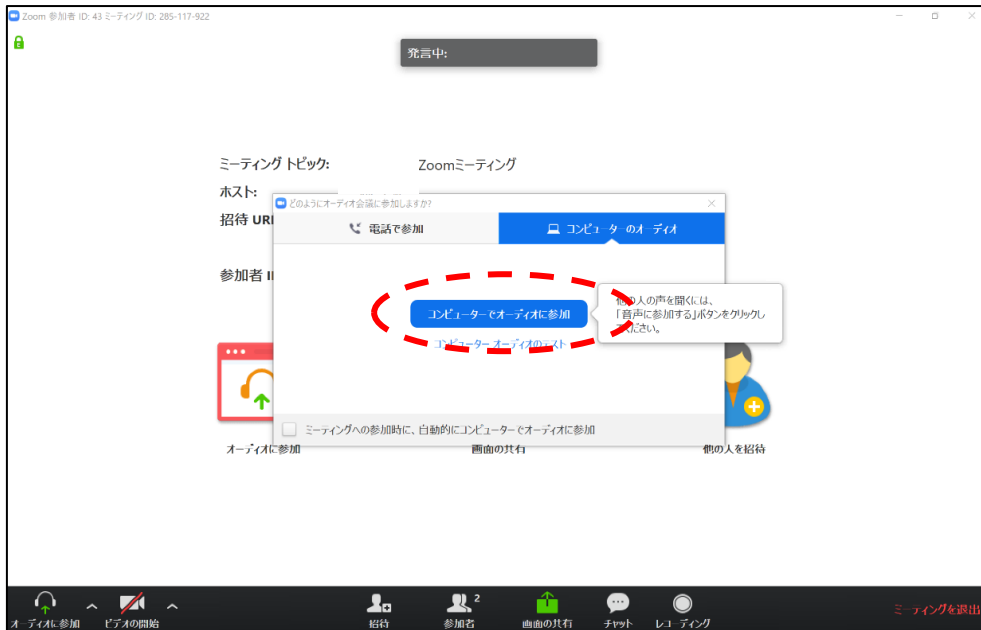 Zoom 参加者 ID: 43 ミーティング ID: 285-117-922
発言中:
ミーティング トピック: Zoomミーティング
ホスト:
どのようにオーディオ会議に参加しますか?
招待 URL
電話で参加 コンピューターのオーディオ
参加者 ID
コンピューターでオーディオに参加
他の人の声を聞くには、
「音声に参加する」ボタンをクリックし
てください。
コンピューター オーディオのテスト
ミーティングへの参加時に、自動的にコンピューターでオーディオに参加
オーディオに参加 画面の共有 他の人を招待
2
オーディオに参加 ビデオの開始 招待 参加者 画面の共有 チャット レコーディング ミーティングを退出